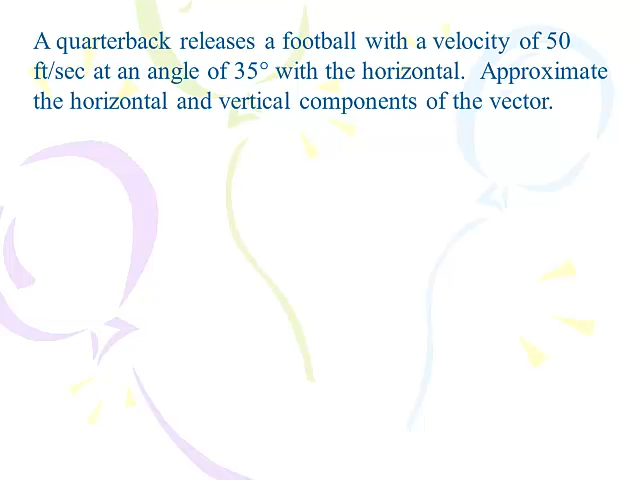 A quarterback releases a football with a velocity of 50
ft/sec at an angle of 35° with the horizontal.  Approximate
the horizontal and vertical components of the vector.